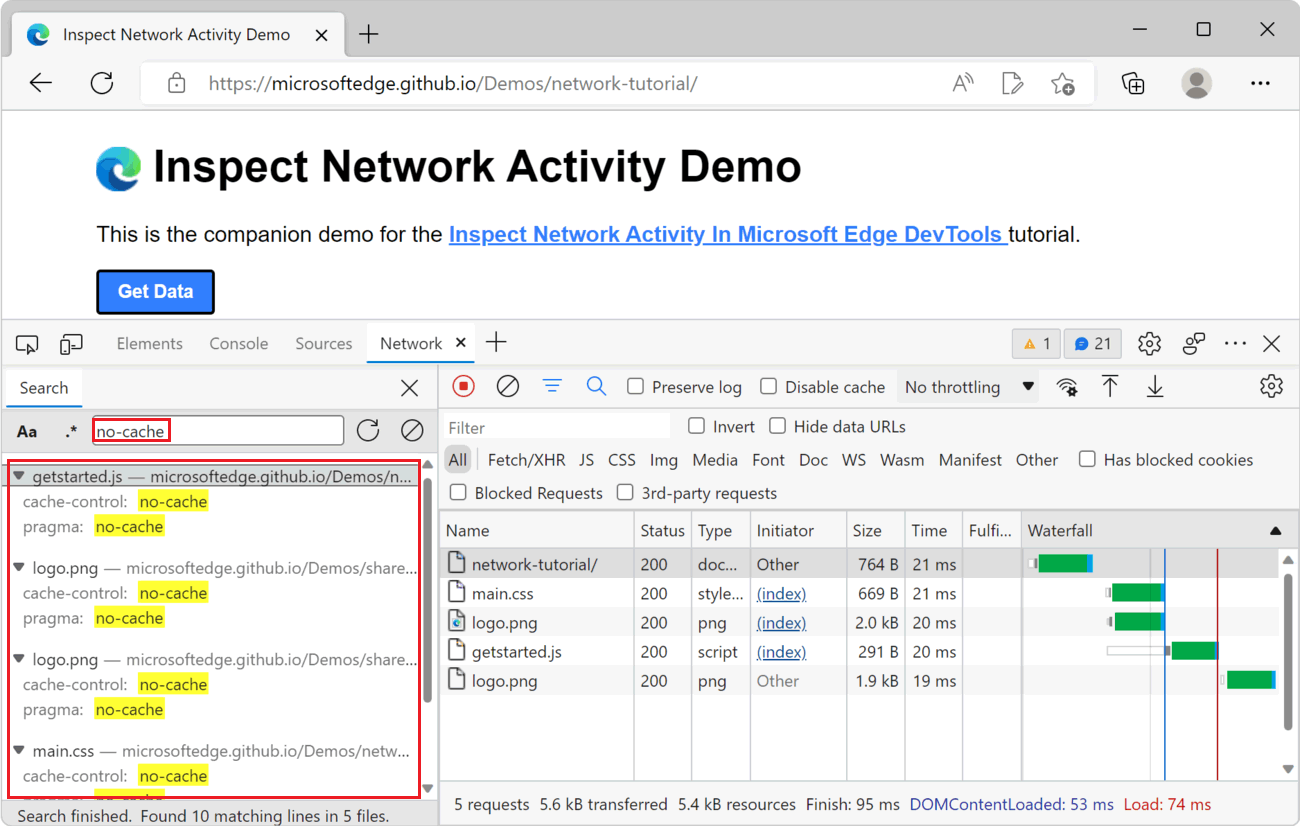 Inspect Network Activity Demo
https://microsoftedge.github.io/Demos/network-tutorial/
Inspect Network Activity Demo
This is the companion demo for the Inspect Network Activity In Microsoft Edge DevTools tutorial.
Get Data
Elements Console Sources Network 1 21
Search
Preserve log Disable cache No throttling
Aa .* no-cache
Filter Invert Hide data URLs
All Fetch/XHR JS CSS Img Media Font Doc WS Wasm Manifest Other Has blocked cookies
Blocked Requests 3rd-party requests
getstarted.js — microsoftedge.github.io/Demos/n...
cache-control: no-cache
pragma: no-cache
logo.png — microsoftedge.github.io/Demos/share...
cache-control: no-cache
pragma: no-cache
logo.png — microsoftedge.github.io/Demos/share...
cache-control: no-cache
pragma: no-cache
main.css — microsoftedge.github.io/Demos/netw...
cache-control: no-cache
Search finished. Found 10 matching lines in 5 files.
Name Status Type Initiator Size Time Fulfi... Waterfall
network-tutorial/ 200 doc... Other 764 B 21 ms
main.css 200 style... (index) 669 B 21 ms
logo.png 200 png (index) 2.0 kB 20 ms
getstarted.js 200 script (index) 291 B 20 ms
logo.png 200 png Other 1.9 kB 19 ms
5 requests 5.6 kB transferred 5.4 kB resources Finish: 95 ms DOMContentLoaded: 53 ms Load: 74 ms